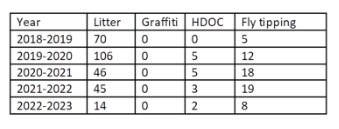 Year Litter Graffiti HDOC Fly tipping
2018-2019 70 0 0 5
2019-2020 106 0 5 12
2020-2021 46 0 5 18
2021-2022 45 0 3 19
2022-2023 14 0 2 8